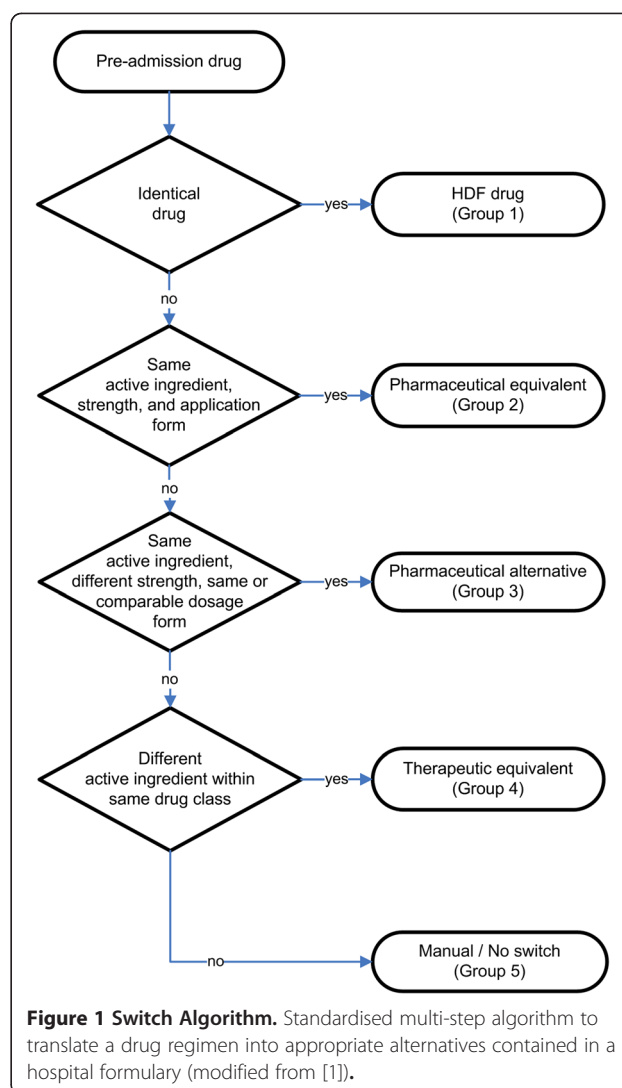 Pre-admission drug
Identical
drug
yes
HDF drug
(Group 1)
no
Same
active ingredient,
strength, and application
form
yes
Pharmaceutical equivalent
(Group 2)
no
Same
active ingredient,
different strength, same or
comparable dosage
form
yes
Pharmaceutical alternative
(Group 3)
no
Different
active ingredient within
same drug class
yes
Therapeutic equivalent
(Group 4)
no
Manual / No switch
(Group 5)
Figure 1 Switch Algorithm. Standardised multi-step algorithm to
translate a drug regimen into appropriate alternatives contained in a
hospital formulary (modified from [1]).